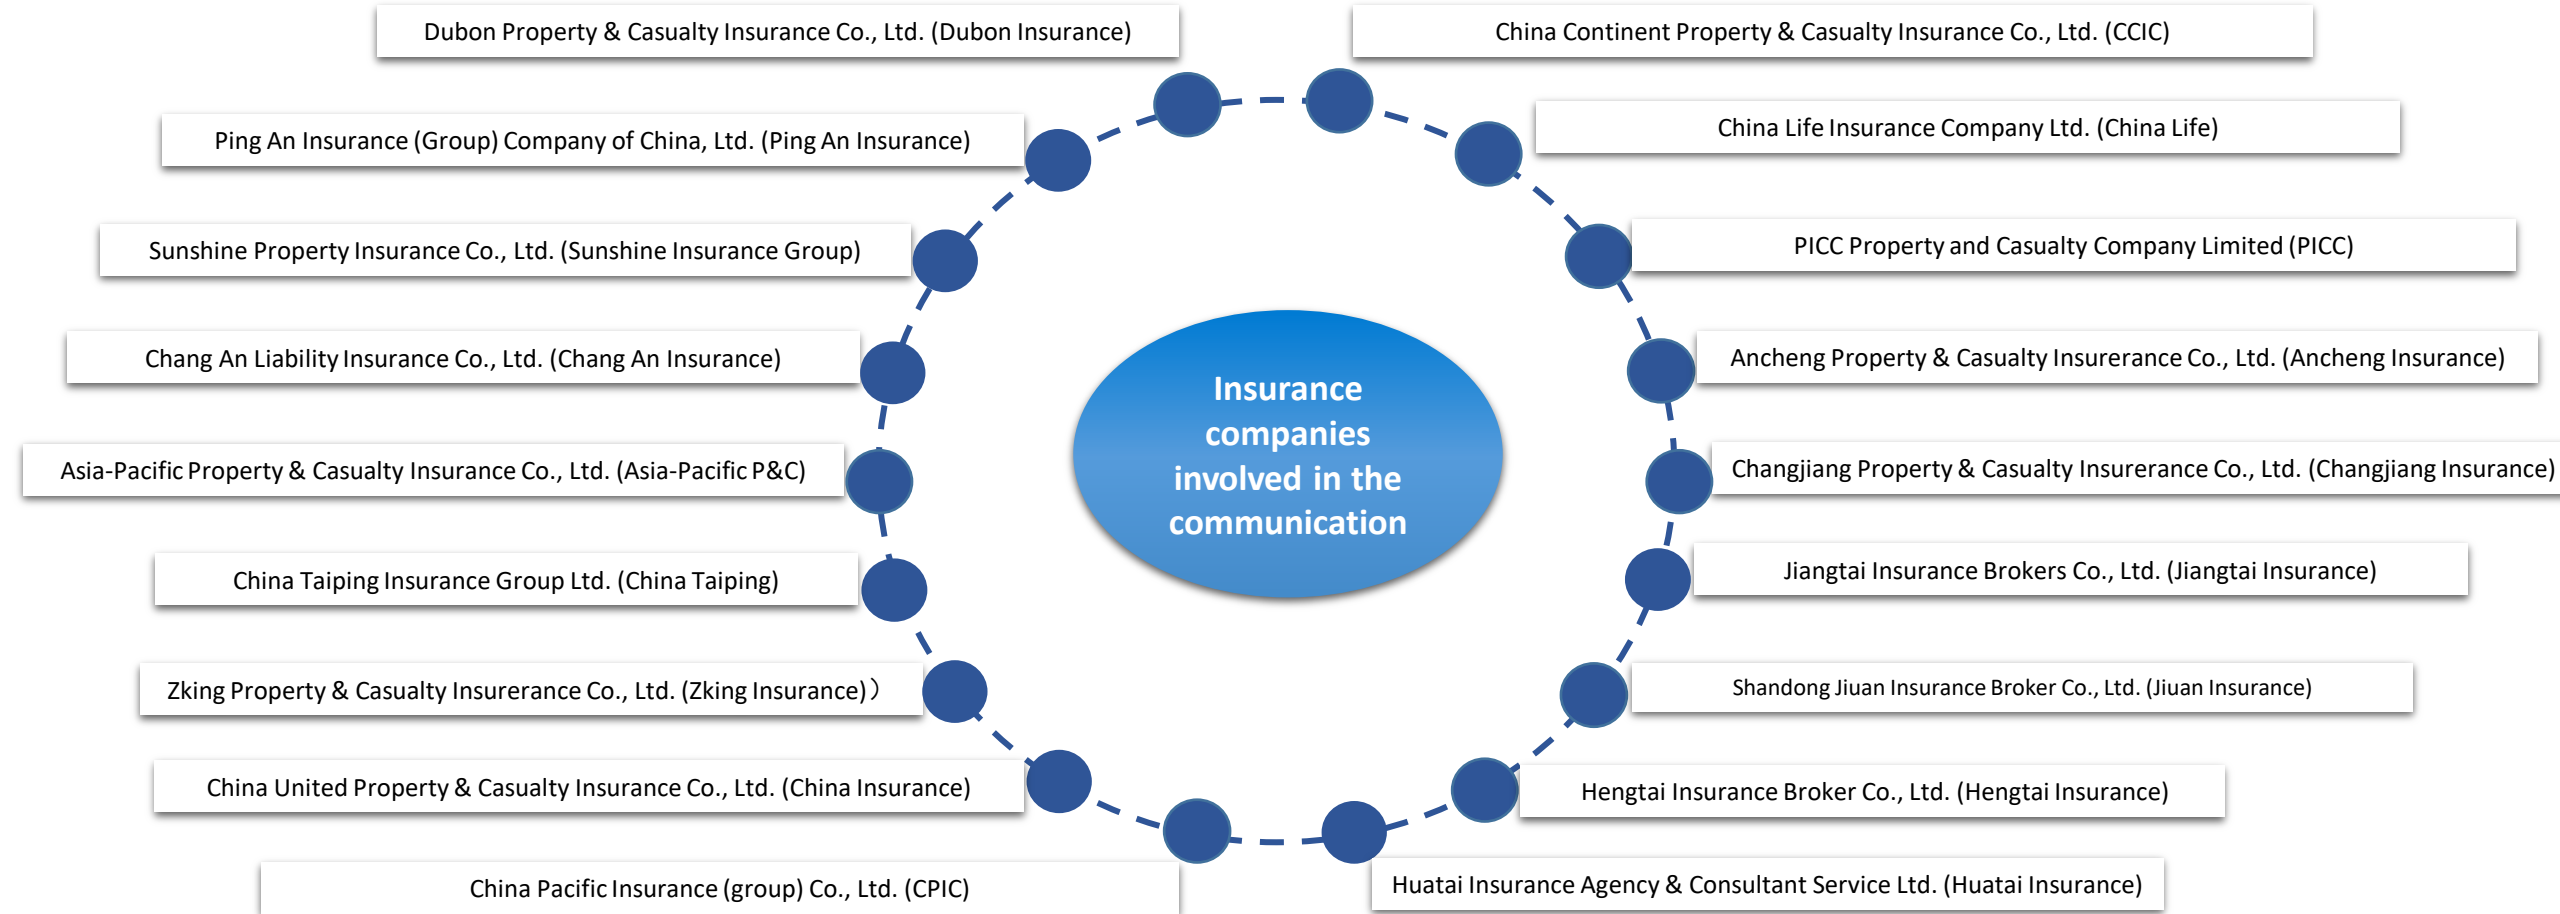 Dubon Property & Casualty Insurance Co., Ltd. (Dubon Insurance)
China Continent Property & Casualty Insurance Co., Ltd. (CCIC)
Ping An Insurance (Group) Company of China, Ltd. (Ping An Insurance)
China Life Insurance Company Ltd. (China Life)
Sunshine Property Insurance Co., Ltd. (Sunshine Insurance Group)
PICC Property and Casualty Company Limited (PICC)
Chang An Liability Insurance Co., Ltd. (Chang An Insurance)
Ancheng Property & Casualty Insurerance Co., Ltd. (Ancheng Insurance)
Insurance
companies
involved in the
communication
Asia-Pacific Property & Casualty Insurance Co., Ltd. (Asia-Pacific P&C)
Changjiang Property & Casualty Insurerance Co., Ltd. (Changjiang Insurance)
China Taiping Insurance Group Ltd. (China Taiping)
Jiangtai Insurance Brokers Co., Ltd. (Jiangtai Insurance)
Zking Property & Casualty Insurerance Co., Ltd. (Zking Insurance)）
Shandong Jiuan Insurance Broker Co., Ltd. (Jiuan Insurance)
China United Property & Casualty Insurance Co., Ltd. (China Insurance)
Hengtai Insurance Broker Co., Ltd. (Hengtai Insurance)
China Pacific Insurance (group) Co., Ltd. (CPIC)
Huatai Insurance Agency & Consultant Service Ltd. (Huatai Insurance)